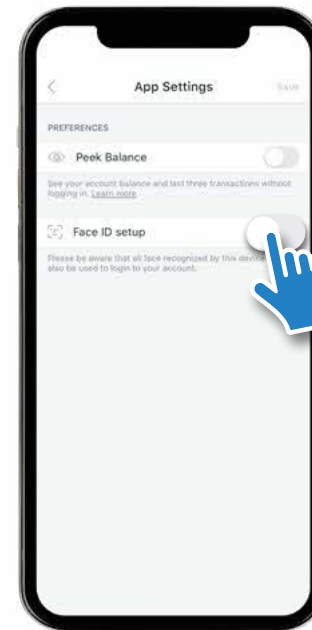 App Settings
Save
PREFERENCES
Peek Balance
See your account balance and last three transactions without
logging in. Learn more
Face ID setup
Please be aware that all face recognized by this device
also be used to login to your account.